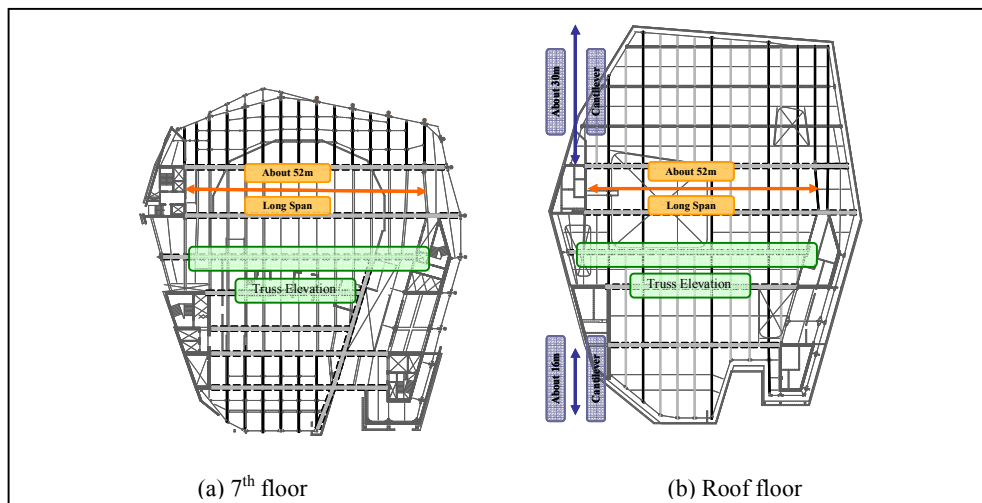 About 52m
Long Span
Truss Elevation
(a) 7th floor
About 30m
Cantilever
About 52m
Long Span
Truss Elevation
About 16m
Cantilever
(b) Roof floor